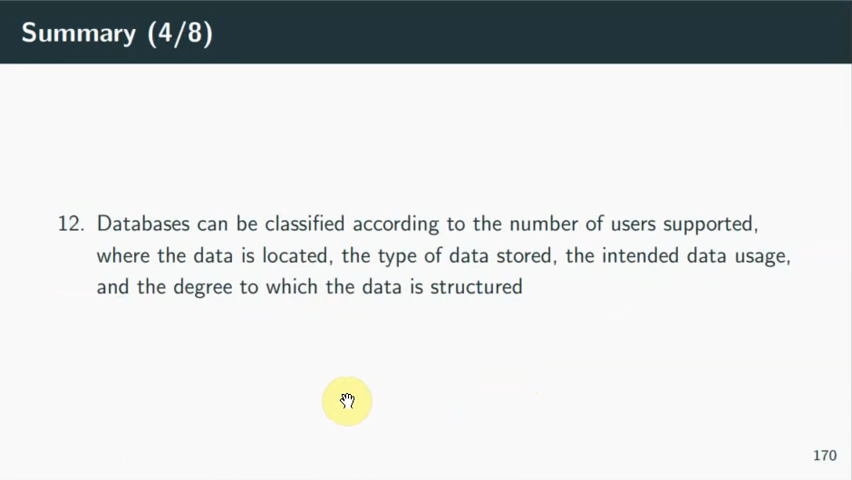 Summary (4/8)
12. Databases can be classified according to the number of users supported,
where the data is located, the type of data stored, the intended data usage,
and the degree to which the data is structured
170